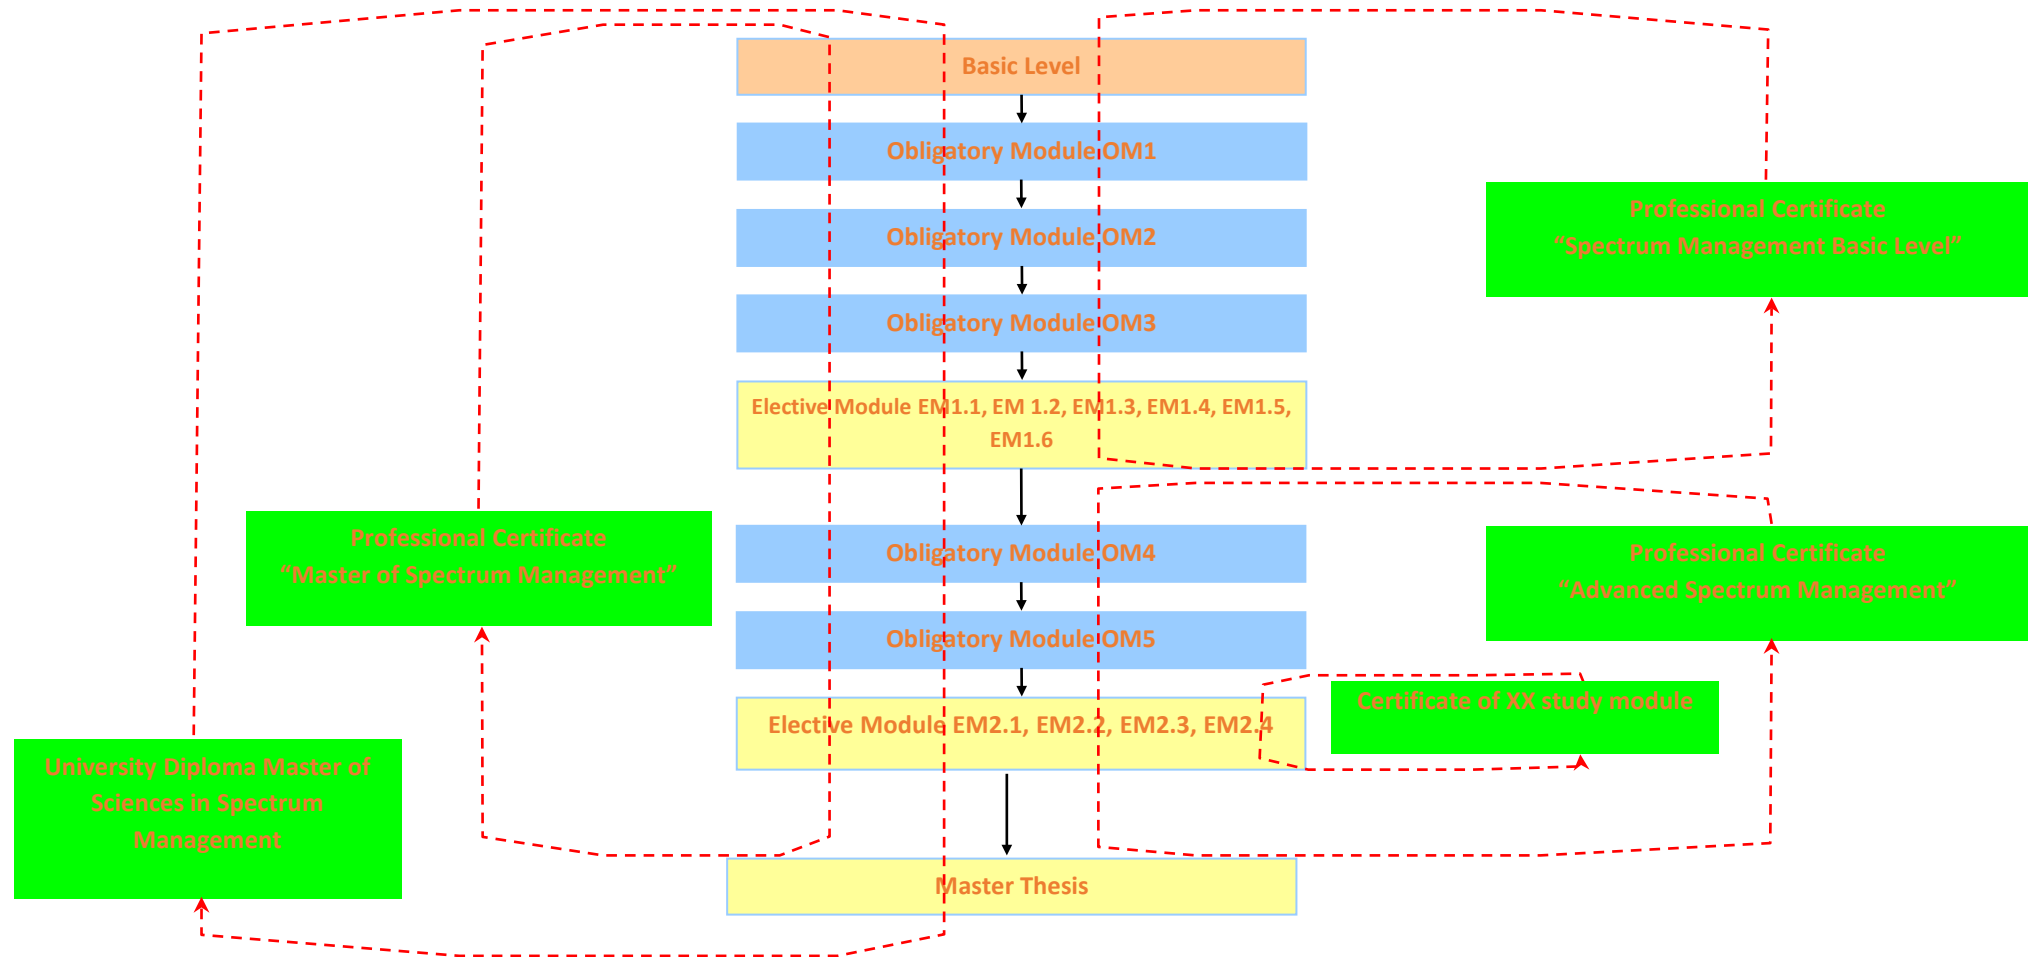 Basic Level
Obligatory Module OM1
Obligatory Module OM2
Obligatory Module OM3
Elective Module EM1.1, EM 1.2, EM1.3, EM1.4, EM1.5,
EM1.6
Obligatory Module OM4
Obligatory Module OM5
Elective Module EM2.1, EM2.2, EM2.3, EM2.4
Master Thesis
Professional Certificate
“Spectrum Management Basic Level”
Professional Certificate
“Master of Spectrum Management”
Professional Certificate
“Advanced Spectrum Management”
Certificate of XX study module
University Diploma Master of
Sciences in Spectrum
Management